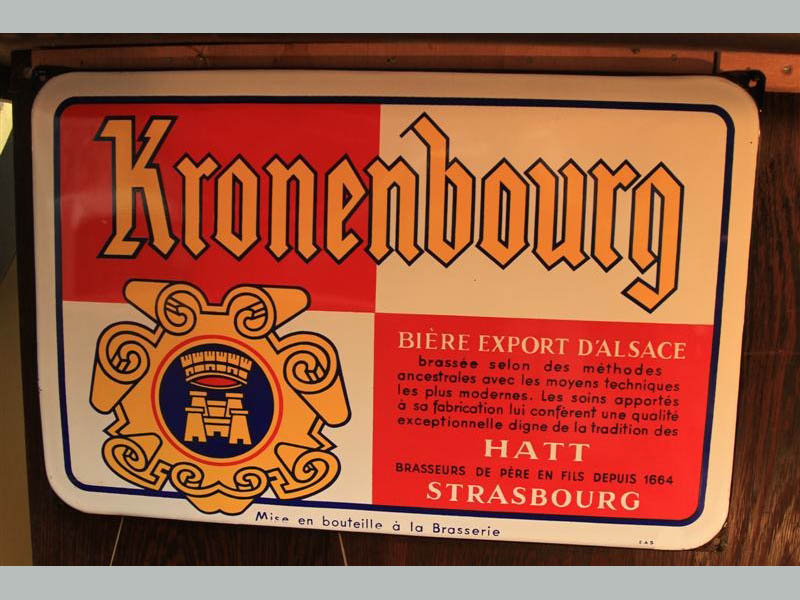 Kronenbourg
BIÈRE EXPORT D'ALSACE
brassée selon des méthodes
ancestrales avec les moyens techniques
les plus modernes. Les soins apportés
à sa fabrication lui confèrent une qualité
exceptionnelle digne de la tradition des
HATT
BRASSEURS DE PÈRE EN FILS DEPUIS 1664
STRASBOURG
Mise en bouteille à la Brasserie